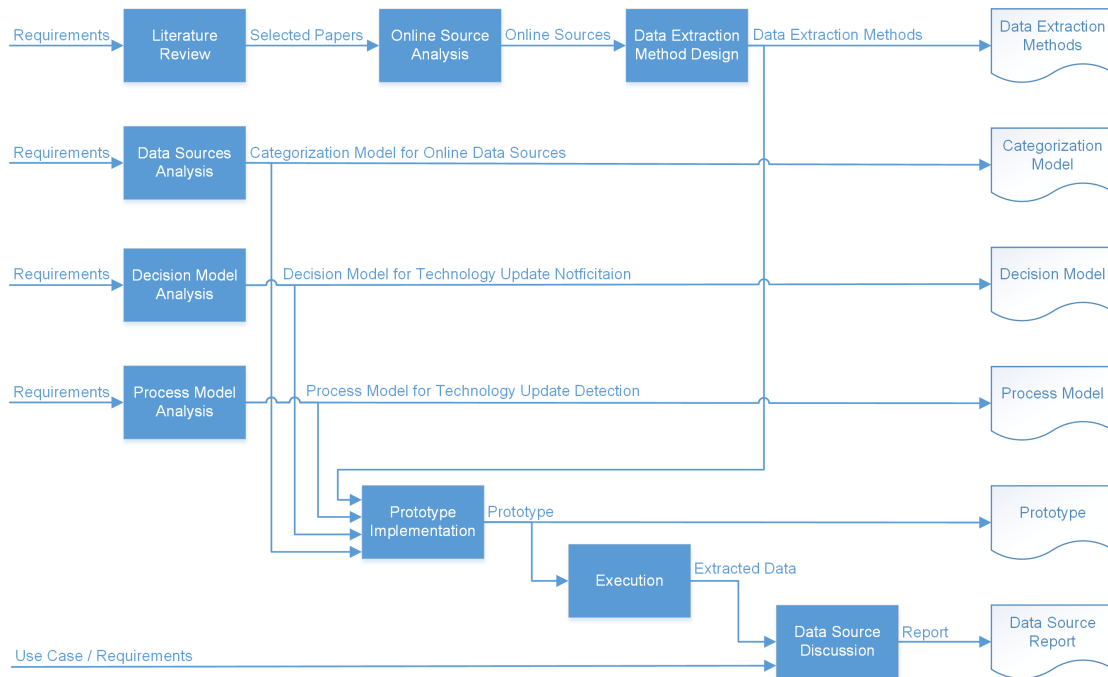 Requirements
Literature
Review
Selected Papers
Online Source
Analysis
Online Sources
Data Extraction
Method Design
Data Extraction Methods
Data Extraction
Methods
Requirements
Data Sources
Analysis
Categorization Model for Online Data Sources
Categorization
Model
Requirements
Decision Model
Analysis
Decision Model for Technology Update Notficitaion
Decision Model
Requirements
Process Model
Analysis
Process Model for Technology Update Detection
Process Model
Prototype
Implementation
Prototype
Prototype
Execution
Extracted Data
Data Source
Discussion
Report
Data Source
Report
Use Case / Requirements